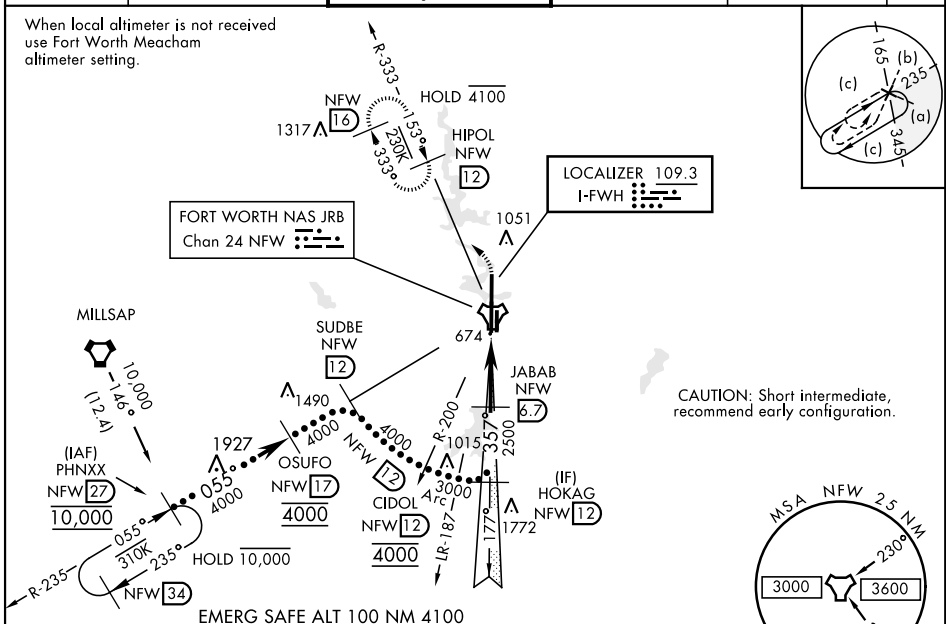 When local altimeter is not received
use Fort Worth Meacham
altimeter setting.
R-333
NFW
16
HOLD 4100
1317
153°
230K
333°
HIPOL
NFW
12
165
(b)
235
(c)
(a)
(c)
345
LOCALIZER 109.3
I-FWH
1051
FORT WORTH NAS JRB
Chan 24 NFW
MILLSAP
10,000
146°
(12.4)
SUDBE
NFW
12
674
JABAB
NFW
6.7
CAUTION: Short intermediate,
recommend early configuration.
1490
4000
4000
R-200
357°
2500
1927
(IAF)
PHNXX
NFW 27
10,000
055°
4000
OSUFO
NFW 17
4000
NFW
12
Arc
1015
3000
(IF)
HOKAG
NFW 12
CIDOL
NFW 12
4000
LR-187
177°
1772
055°
310K
235°
HOLD 10,000
R-235
NFW 34
EMERG SAFE ALT 100 NM 4100
MSA NFW 25 NM
230°
3000
3600